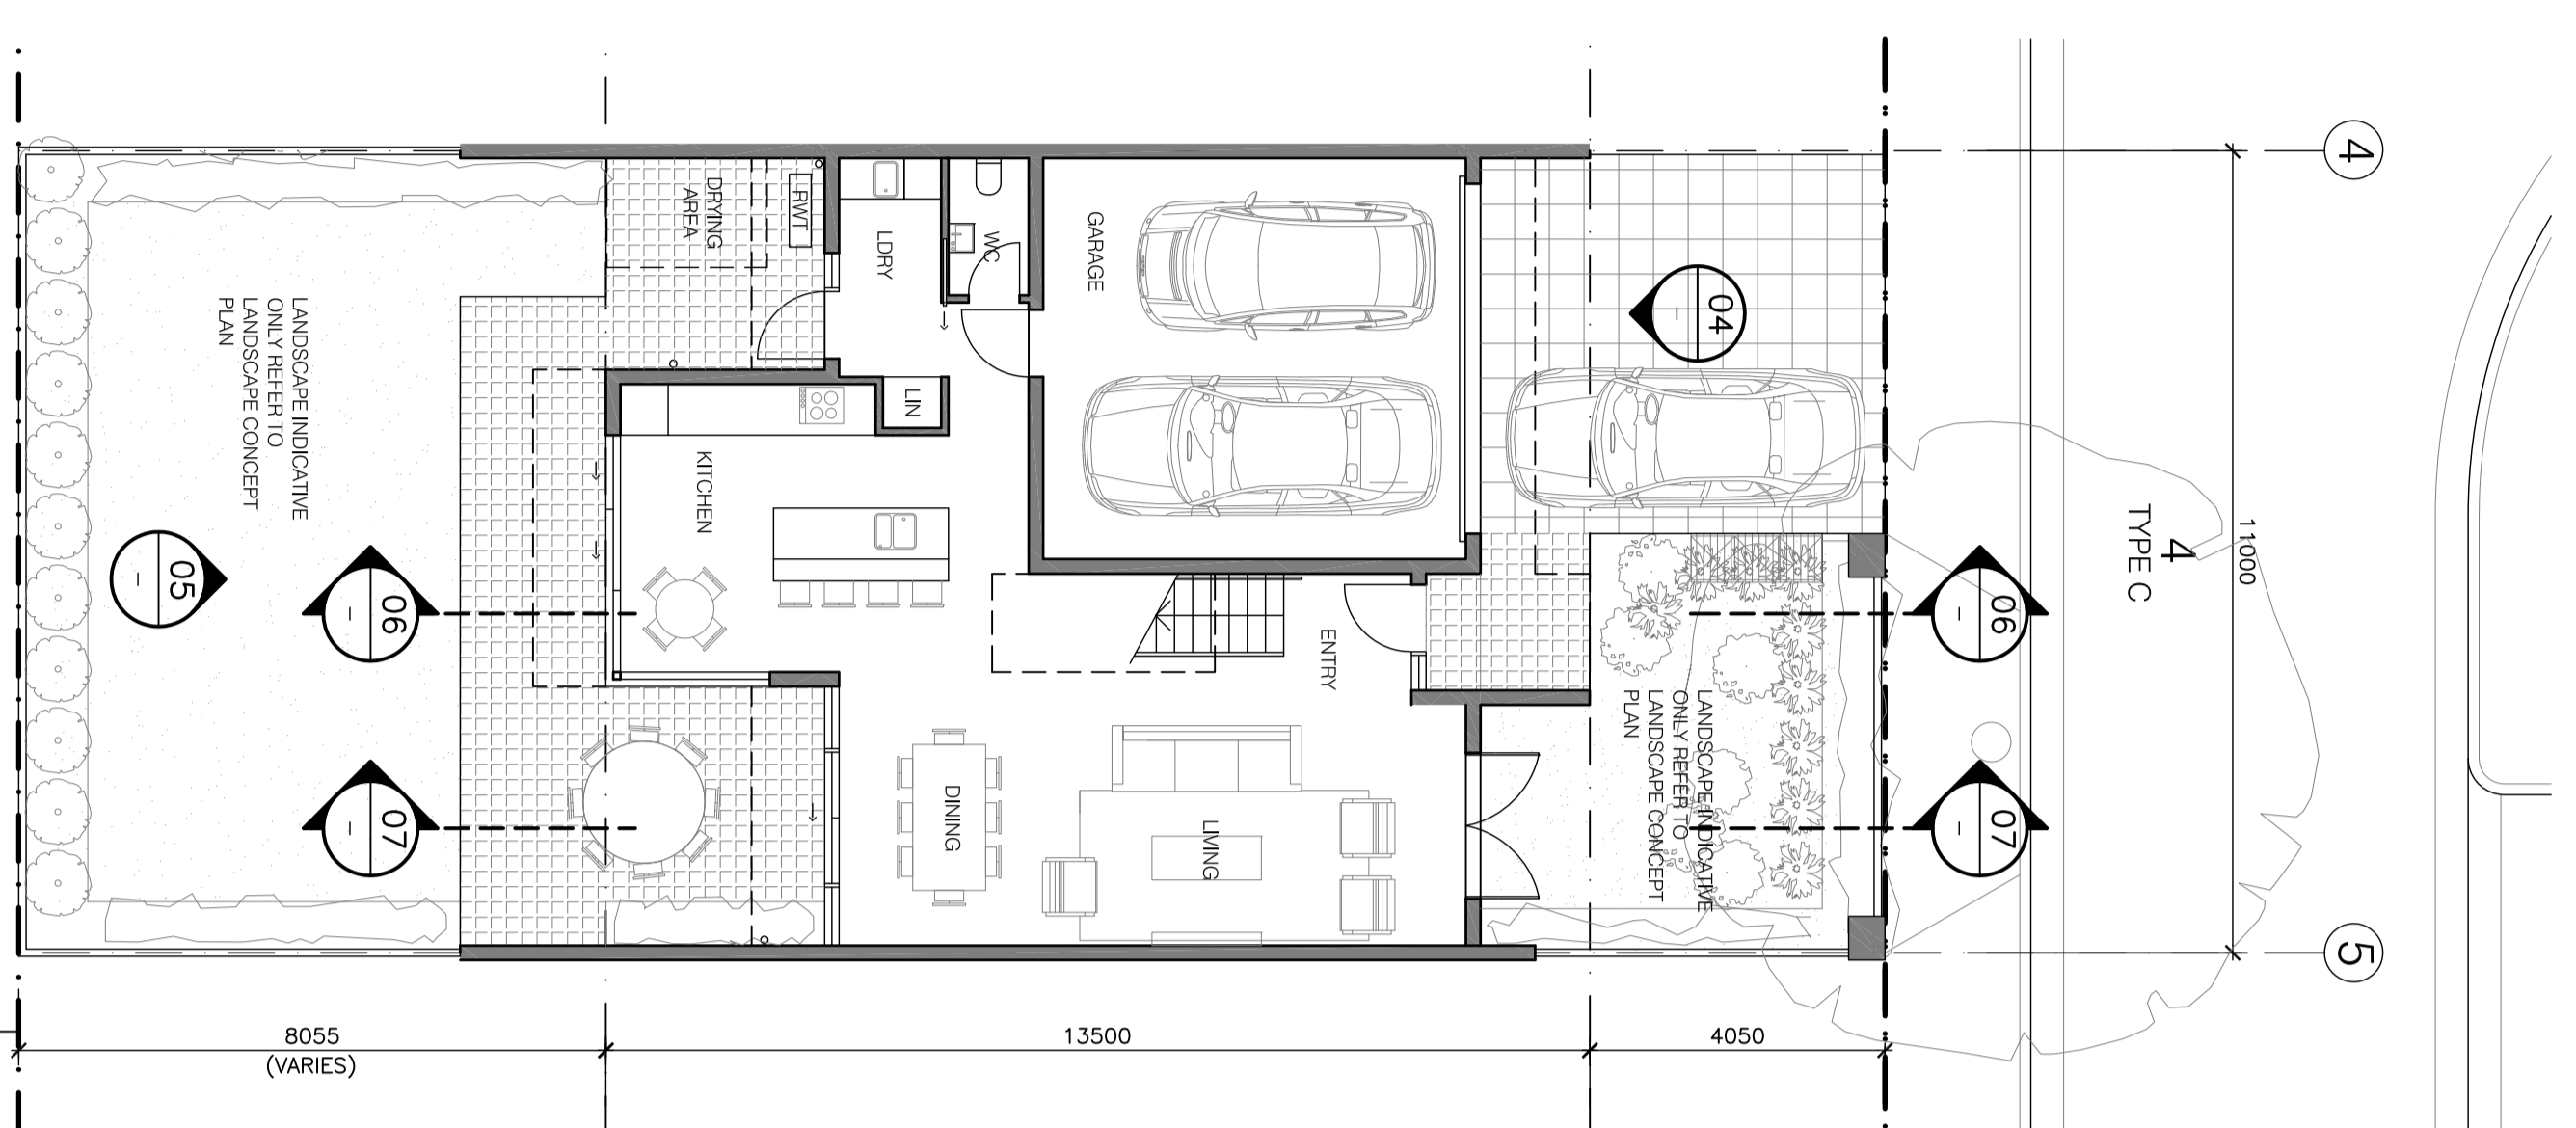 4
11000
4
TYPE C
5
04
-
06
-
07
-
LANDSCAPE INDICATIVE
ONLY REFER TO
LANDSCAPE CONCEPT
PLAN
GARAGE
ENTRY
LIVING
DINING
WC
LDRY
LIN
RWT
DRYING
AREA
KITCHEN
LANDSCAPE INDICATIVE
ONLY REFER TO
LANDSCAPE CONCEPT
PLAN
05
-
06
-
07
-
8055
(VARIES)
13500
4050